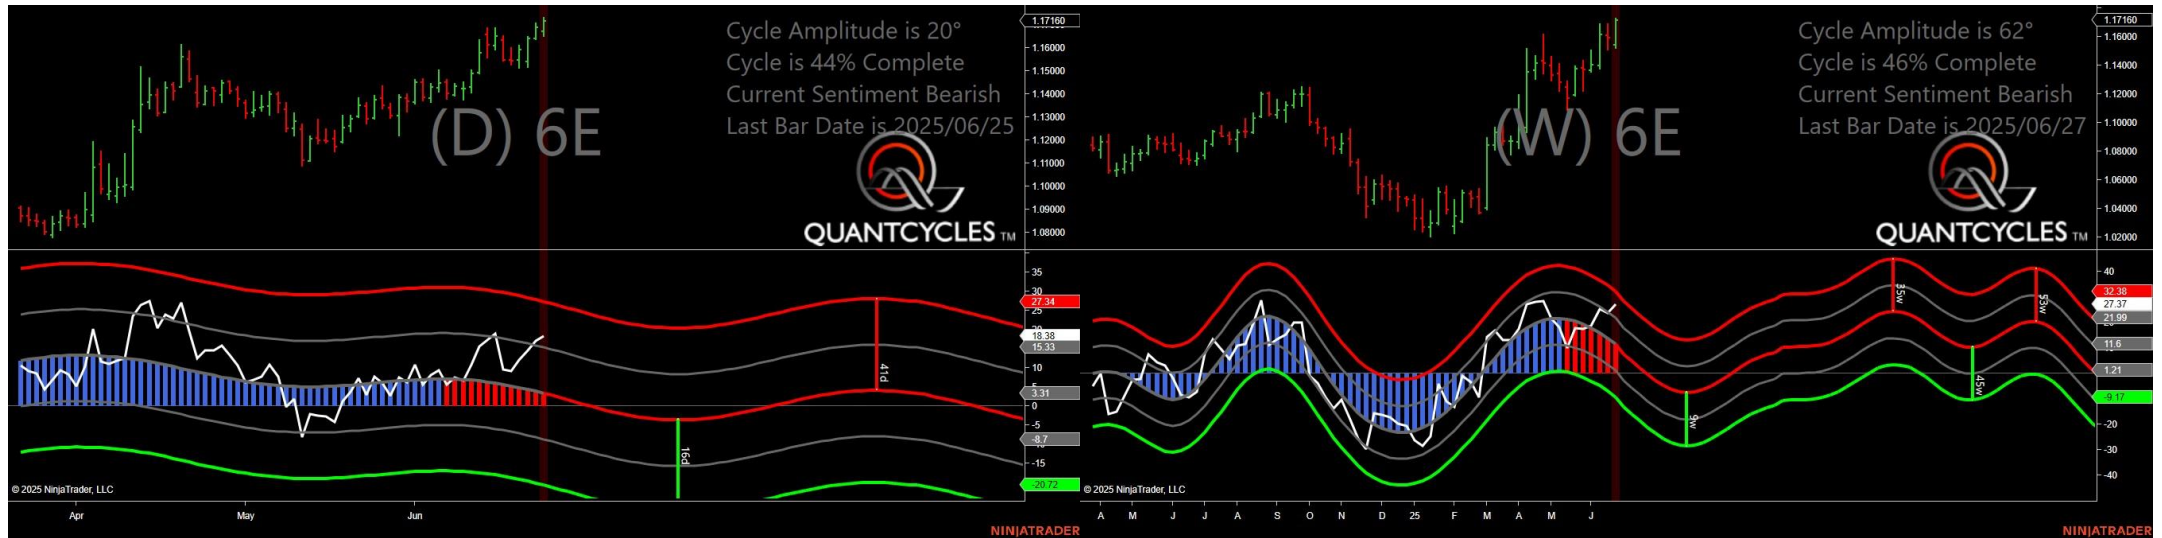 Cycle Amplitude is 20°
Cycle is 44% Complete
Current Sentiment Bearish
Last Bar Date is 2025/06/25
(D) 6E
QUANTCYCLES TM
1.17160
1.16000
1.15000
1.14000
1.13000
1.12000
1.11000
1.10000
1.09000
1.08000
35
30
27.34
25
18.38
15.33
10
5
3.31
0
-5
-8.7
-15
-20.72
41d
16d
© 2025 NinjaTrader, LLC
Apr May Jun
NINJATRADER
Cycle Amplitude is 62°
Cycle is 46% Complete
Current Sentiment Bearish
Last Bar Date is 2025/06/27
(W) 6E
QUANTCYCLES TM
1.17160
1.16000
1.14000
1.12000
1.10000
1.08000
1.06000
1.04000
1.02000
40
32.38
27.37
21.99
11.6
1.21
-9.17
-20
-30
-40
35w
53w
45w
9w
© 2025 NinjaTrader, LLC
A M J J A S O N D 25 F M A M J
NINJATRADER